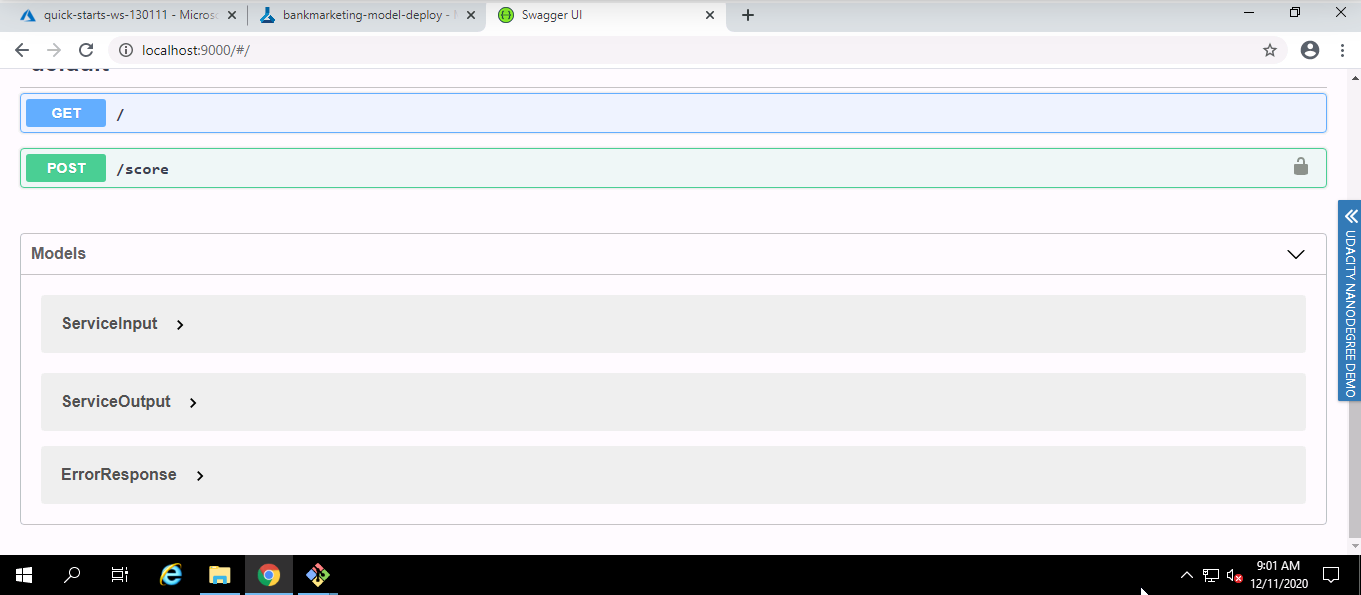 quick-starts-ws-130111 - Micros
bankmarketing-model-deploy -
Swagger UI
localhost:9000/#/
default
GET /
POST /score
Models
ServiceInput
ServiceOutput
ErrorResponse
UDACITY NANODEGREE DEMO
9:01 AM
12/11/2020